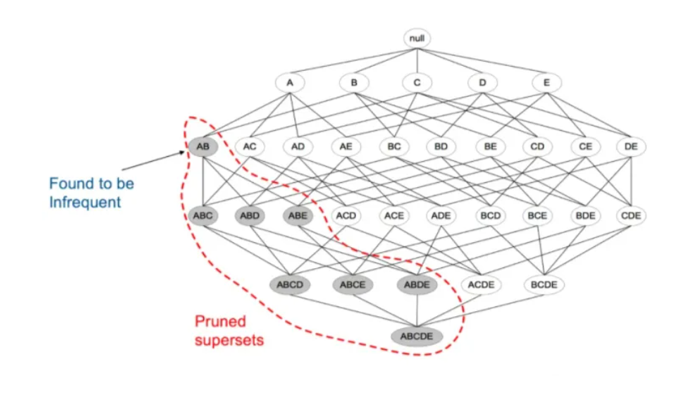 null
A B C D E
AB AC AD AE BC BD BE CD CE DE
Found to be
Infrequent
ABC ABD ABE ACD ACE ADE BCD BCE BDE CDE
ABCD ABCE ABDE ACDE BCDE
Pruned
supersets
ABCDE